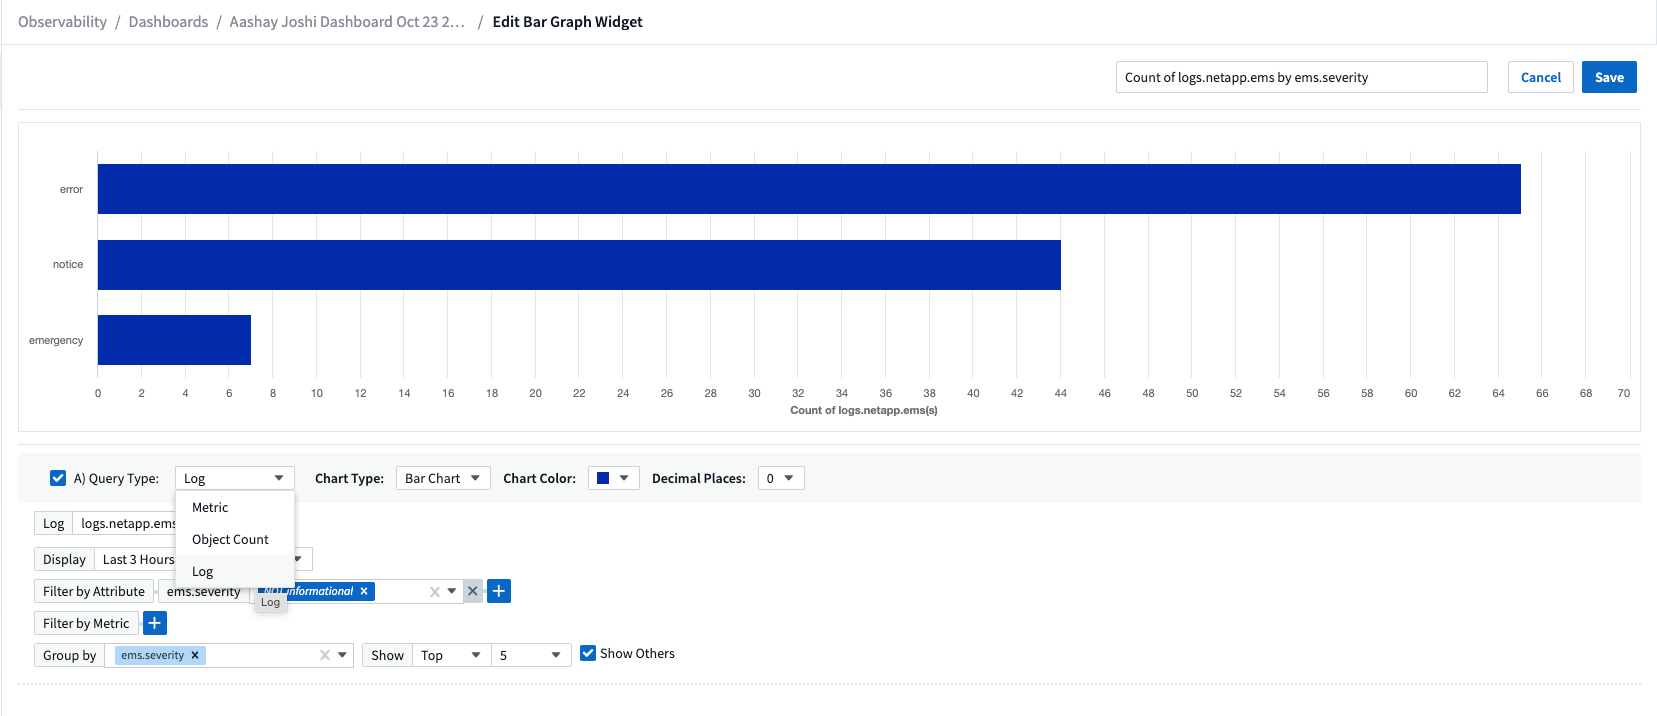 Observability / Dashboards / Aashay Joshi Dashboard Oct 23 2... / Edit Bar Graph Widget
Count of logs.netapp.ems by ems.severity Cancel Save
error
notice
emergency
0 2 4 6 8 10 12 14 16 18 20 22 24 26 28 30 32 34 36 38 40 42 44 46 48 50 52 54 56 58 60 62 64 66 68 70
Count of logs.netapp.ems(s)
A) Query Type: Log Chart Type: Bar Chart Chart Color: Decimal Places: 0
Metric
Object Count
Log
Log logs.netapp.ems
Display Last 3 Hours
Filter by Attribute ems.severity NOT informational
Log
Filter by Metric
Group by ems.severity Show Top 5 Show Others